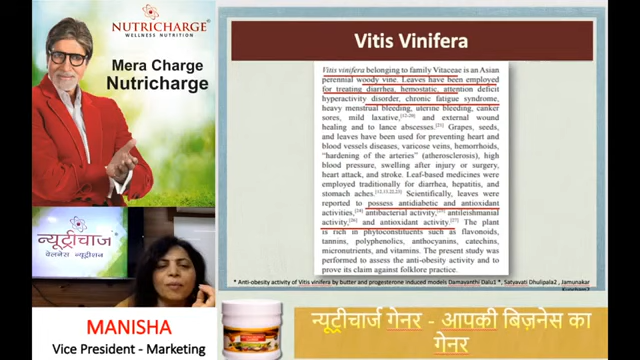 NUTRICHARGE
WELLNESS NUTRITION
Mera Charge
Nutricharge
न्यूट्रीचार्ज
वेलनेस न्यूट्रिशन
MANISHA
Vice President - Marketing
Vitis Vinifera
Vitis vinifera belonging to family Vitaceae is an Asian
perennial woody vine. Leaves have been employed
for treating diarrhea, hemostatic, attention deficit
hyperactivity disorder, chronic fatigue syndrome,
heavy menstrual bleeding, uterine bleeding, canker
sores, mild laxative,[12-20] and external wound
healing and to lance abscesses.[21] Grapes, seeds,
and leaves have been used for preventing heart and
blood vessels diseases, varicose veins, hemorrhoids,
"hardening of the arteries" (atherosclerosis), high
blood pressure, swelling after injury or surgery,
heart attack, and stroke. Leaf-based medicines were
employed traditionally for diarrhea, hepatitis, and
stomach aches.
Scientifically, leaves were
reported to possess antidiabetic and antioxidant
activities,[24] antibacterial activity,[25] antileishmanial
activity,[26] and antioxidant activity.[27] The plant
is rich in phytoconstituents such as flavonoids,
tannins, polyphenolics, anthocyanins, catechins,
micronutrients, and vitamins. The present study was
performed to assess the anti-obesity activity and to
prove its claim against folklore practice.
* Anti-obesity activity of Vitis vinifera by butter and progesterone induced models Damayanthi Dalu1 *, Satyavati Dhulipala2 , Jamunakar
न्यूट्रीचार्ज गेनर - आपकी बिज़नेस का
गेनर